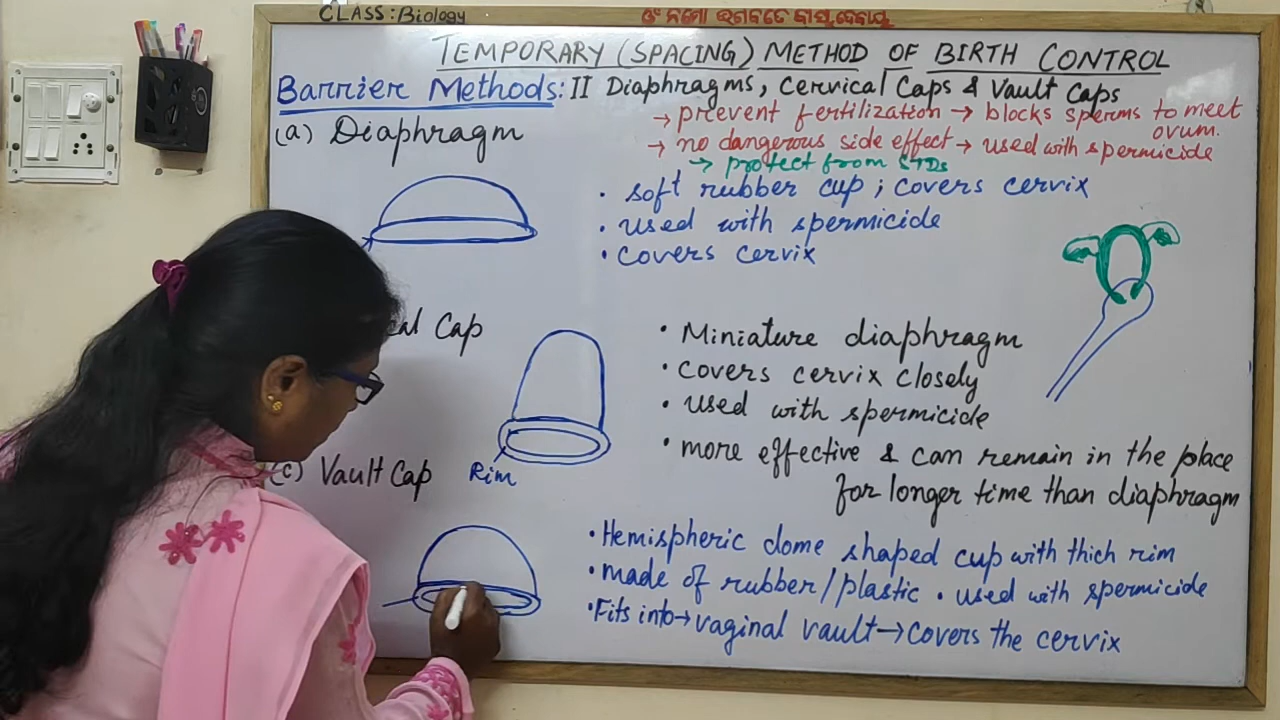 CLASS: Biology
ଓଂ ନମୋ ଭଗବତେ ବାସୁଦେବାୟ
TEMPORARY (SPACING) METHOD OF BIRTH CONTROL
Barrier Methods: II Diaphragms, Cervical Caps & Vault Caps
→ prevent fertilization → blocks sperms to meet
ovum.
(a) Diaphragm
→ no dangerous side effect → used with spermicide
→ protect from STDs
• soft rubber cup ; covers cervix
• used with spermicide
• covers cervix
cal Cap
• Miniature diaphragm
• covers cervix closely
• used with spermicide
• more effective & can remain in the place
for longer time than diaphragm
(c) Vault Cap
Rim
• Hemispheric dome shaped cup with thich rim
• made of rubber/plastic • used with spermicide
• Fits into → vaginal vault → covers the cervix